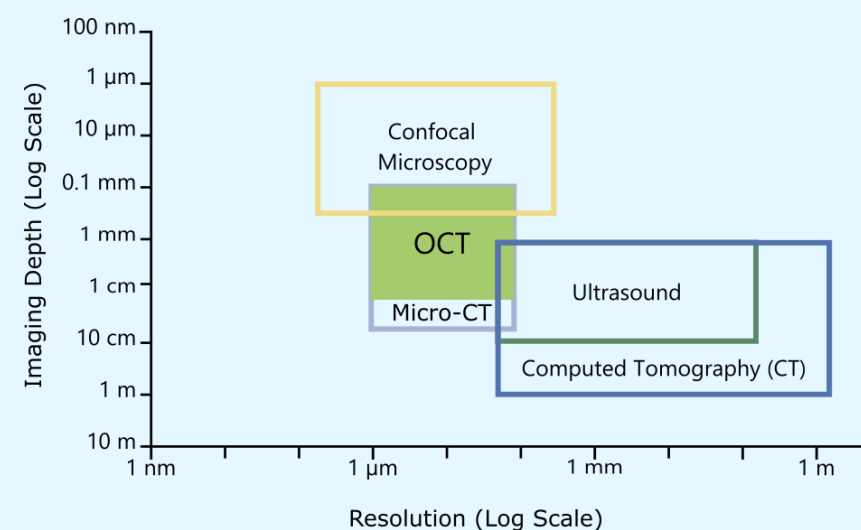 100 nm
1 µm
10 µm
0.1 mm
1 mm
1 cm
10 cm
1 m
10 m
Imaging Depth (Log Scale)
Confocal
Microscopy
OCT
Micro-CT
Ultrasound
Computed Tomography (CT)
1 nm
1 µm
1 mm
1 m
Resolution (Log Scale)